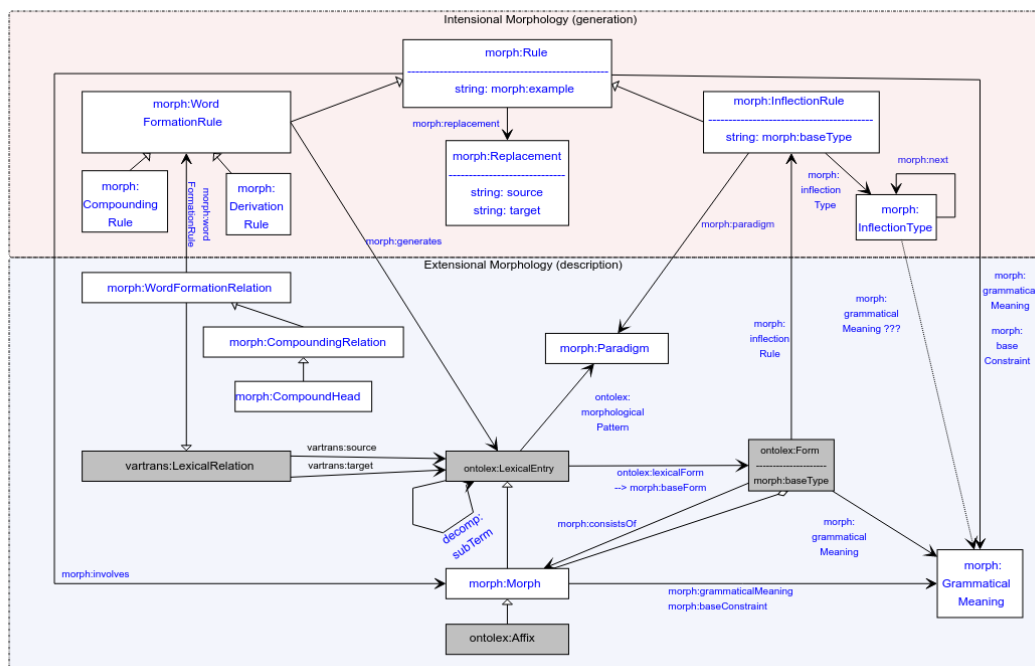 Intensional Morphology (generation)
morph:Rule
--------------------------------------------
string: morph:example
morph:Word
FormationRule
morph:replacement
morph:InflectionRule
--------------------------------------------
string: morph:baseType
morph:Replacement
-----------------------------
string: source
string: target
morph:next
morph:
Compounding
Rule
morph:word
FormationRule
morph:
Derivation
Rule
morph:
inflection
Type
morph:
InflectionType
morph:generates
morph:paradigm
Extensional Morphology (description)
morph:WordFormationRelation
morph:
grammatical
Meaning ???
morph:
grammatical
Meaning
morph:
base
Constraint
morph:CompoundingRelation
morph:Paradigm
morph:
inflection
Rule
morph:CompoundHead
ontolex:
morphological
Pattern
vartrans:LexicalRelation
vartrans:source
vartrans:target
ontolex:LexicalEntry
ontolex:lexicalForm
--> morph:baseForm
ontolex:Form
----------------------
morph:baseType
decomp:
subTerm
morph:consistsOf
morph:
grammatical
Meaning
morph:involves
morph:Morph
morph:grammaticalMeaning
morph:baseConstraint
morph:
Grammatical
Meaning
ontolex:Affix